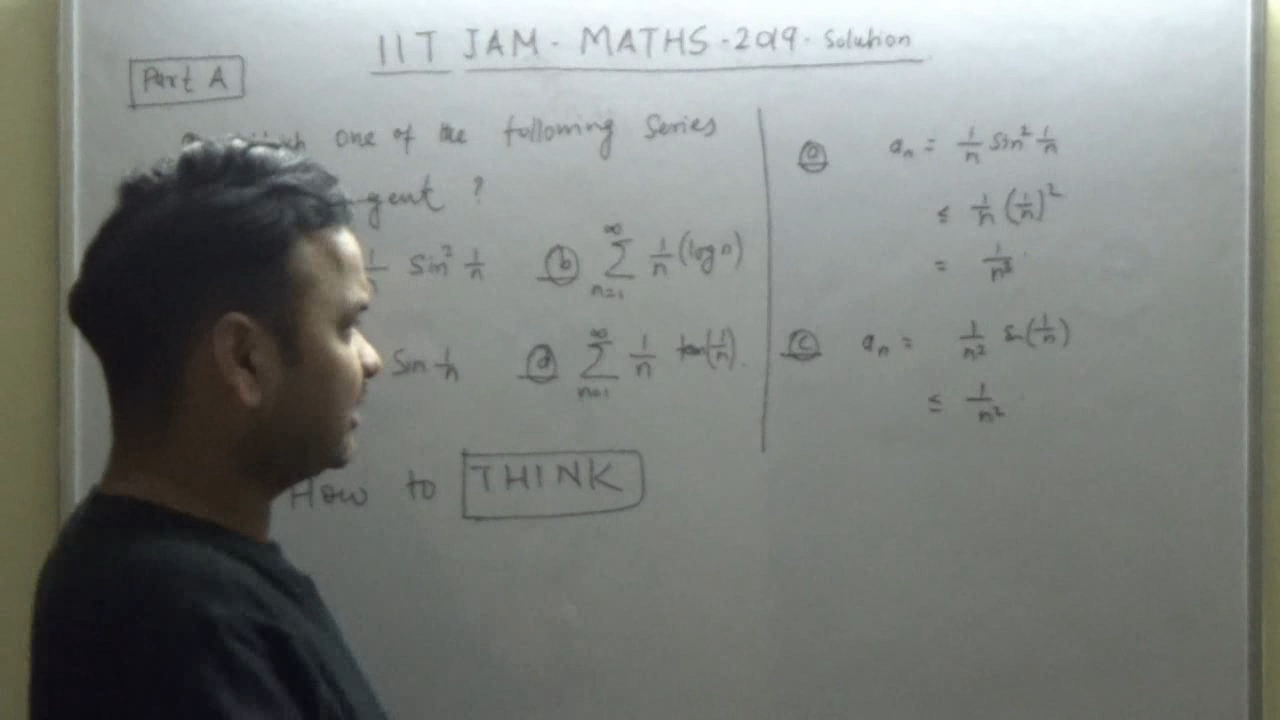 IIT JAM - MATHS - 2019 - Solution
Part A
one of the following Series
gent ?
1/n Sin² 1/n (b) ∞∑n=1 1/n (log n)
Sin 1/n (d) ∞∑n=1 1/n tan(1/n).
How to THINK
(a) aₙ = 1/n Sin² 1/n
≤ 1/n (1/n)²
= 1/n³
(c) aₙ = 1/n² Sin(1/n)
≤ 1/n²